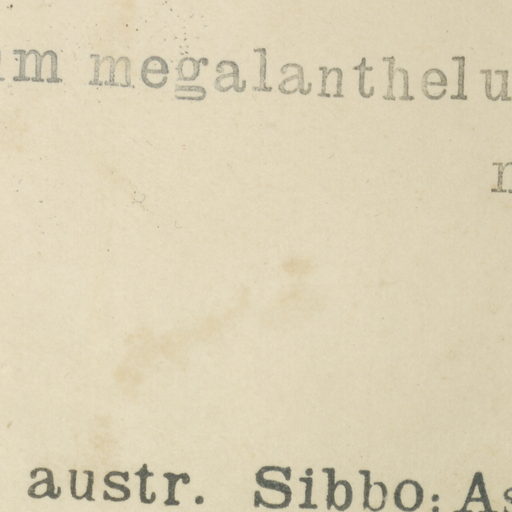 um megalanthelu
n
austr. Sibbo: As